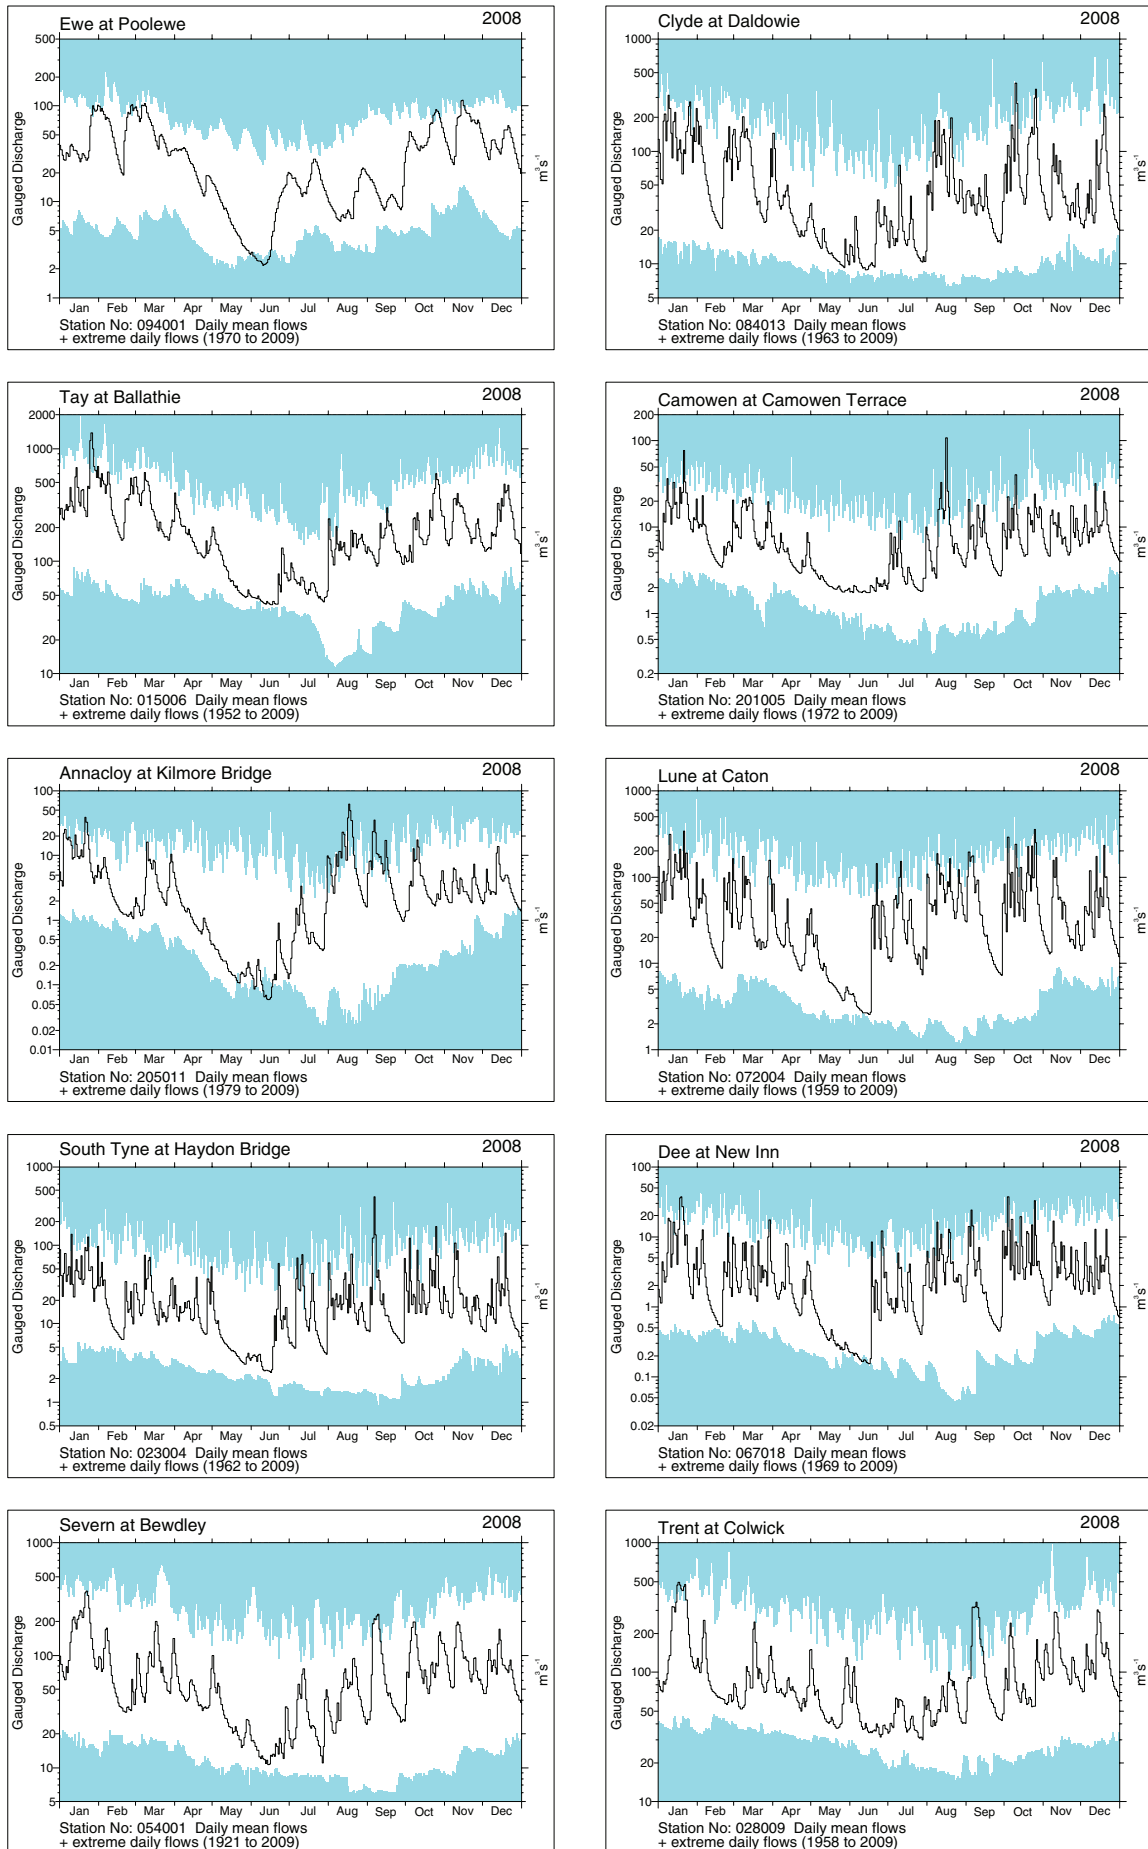 Ewe at Poolewe 2008
500
200
100
50
20
10
5
2
1
Gauged Discharge
m³s⁻¹
Jan Feb Mar Apr May Jun Jul Aug Sep Oct Nov Dec
Station No: 094001 Daily mean flows
+ extreme daily flows (1970 to 2009)
Clyde at Daldowie 2008
1000
500
200
100
50
20
10
5
Gauged Discharge
m³s⁻¹
Jan Feb Mar Apr May Jun Jul Aug Sep Oct Nov Dec
Station No: 084013 Daily mean flows
+ extreme daily flows (1963 to 2009)
Tay at Ballathie 2008
2000
1000
500
200
100
50
20
10
Gauged Discharge
m³s⁻¹
Jan Feb Mar Apr May Jun Jul Aug Sep Oct Nov Dec
Station No: 015006 Daily mean flows
+ extreme daily flows (1952 to 2009)
Camowen at Camowen Terrace 2008
200
100
50
20
10
5
2
1
0.5
0.2
Gauged Discharge
m³s⁻¹
Jan Feb Mar Apr May Jun Jul Aug Sep Oct Nov Dec
Station No: 201005 Daily mean flows
+ extreme daily flows (1972 to 2009)
Annacloy at Kilmore Bridge 2008
100
50
20
10
5
2
1
0.5
0.2
0.1
0.05
0.02
0.01
Gauged Discharge
m³s⁻¹
Jan Feb Mar Apr May Jun Jul Aug Sep Oct Nov Dec
Station No: 205011 Daily mean flows
+ extreme daily flows (1979 to 2009)
Lune at Caton 2008
1000
500
200
100
50
20
10
5
2
1
Gauged Discharge
m³s⁻¹
Jan Feb Mar Apr May Jun Jul Aug Sep Oct Nov Dec
Station No: 072004 Daily mean flows
+ extreme daily flows (1959 to 2009)
South Tyne at Haydon Bridge 2008
1000
500
200
100
50
20
10
5
2
1
0.5
Gauged Discharge
m³s⁻¹
Jan Feb Mar Apr May Jun Jul Aug Sep Oct Nov Dec
Station No: 023004 Daily mean flows
+ extreme daily flows (1962 to 2009)
Dee at New Inn 2008
100
50
20
10
5
2
1
0.5
0.2
0.1
0.05
0.02
Gauged Discharge
m³s⁻¹
Jan Feb Mar Apr May Jun Jul Aug Sep Oct Nov Dec
Station No: 067018 Daily mean flows
+ extreme daily flows (1969 to 2009)
Severn at Bewdley 2008
1000
500
200
100
50
20
10
5
Gauged Discharge
m³s⁻¹
Jan Feb Mar Apr May Jun Jul Aug Sep Oct Nov Dec
Station No: 054001 Daily mean flows
+ extreme daily flows (1921 to 2009)
Trent at Colwick 2008
1000
500
200
100
50
20
10
Gauged Discharge
m³s⁻¹
Jan Feb Mar Apr May Jun Jul Aug Sep Oct Nov Dec
Station No: 028009 Daily mean flows
+ extreme daily flows (1958 to 2009)